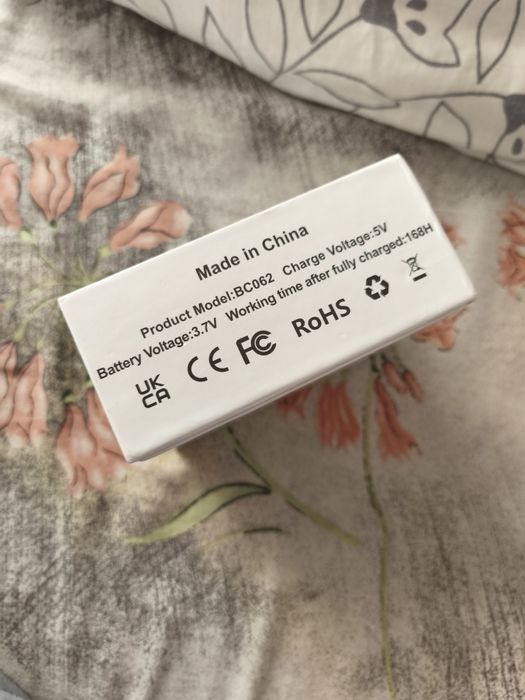 Made in China
Product Model:BC062 Charge Voltage:5V
Battery Voltage:3.7V Working time after fully charged:168H
UK
CA CE FC RoHS